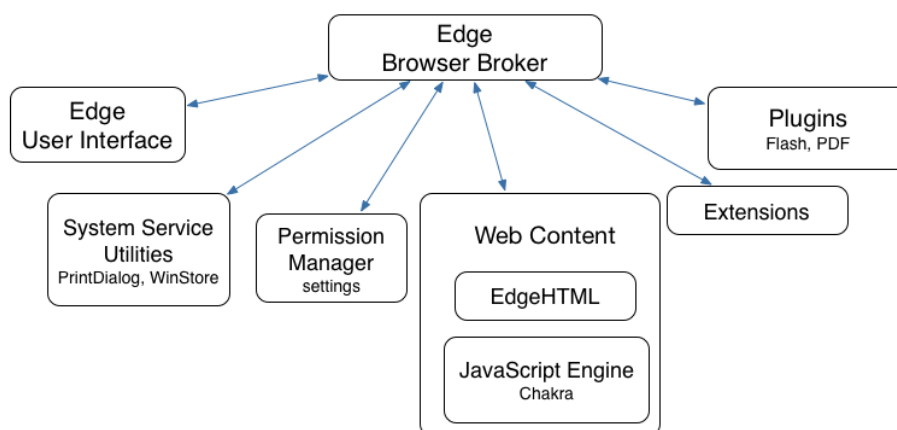 Edge
Browser Broker
Edge
User Interface
Plugins
Flash, PDF
System Service
Utilities
PrintDialog, WinStore
Permission
Manager
settings
Web Content
EdgeHTML
JavaScript Engine
Chakra
Extensions